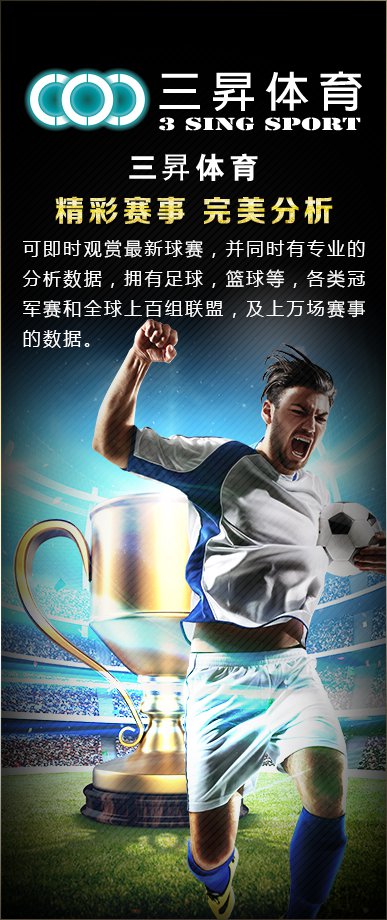 三昇体育
3 SING SPORT
三昇体育
精彩赛事 完美分析
可即时观赏最新球赛，并同时有专业的
分析数据，拥有足球，篮球等，各类冠
军赛和全球上百组联盟，及上万场赛事
的数据。